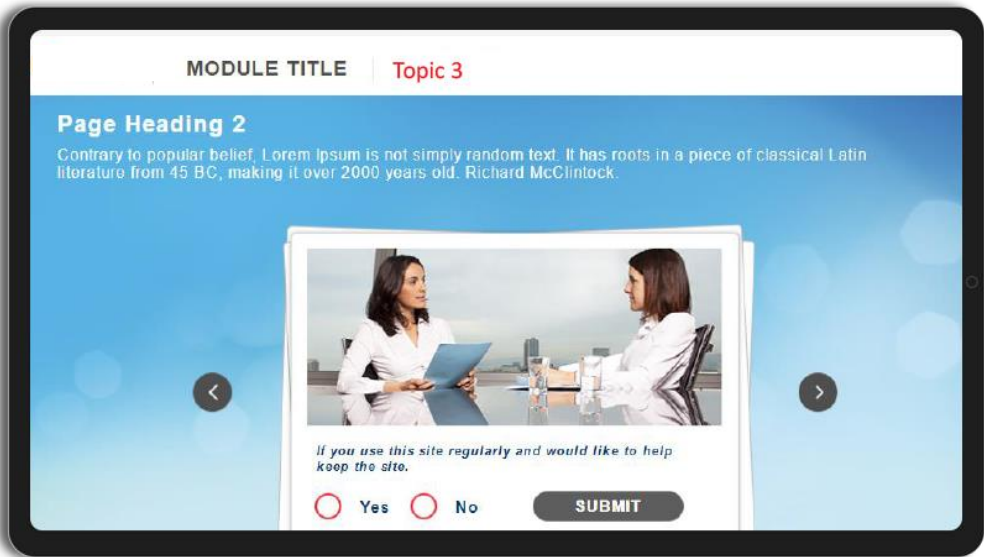 MODULE TITLE Topic 3
Page Heading 2
Contrary to popular belief, Lorem Ipsum is not simply random text. It has roots in a piece of classical Latin
literature from 45 BC, making it over 2000 years old. Richard McClintock.
If you use this site regularly and would like to help
keep the site.
Yes No SUBMIT